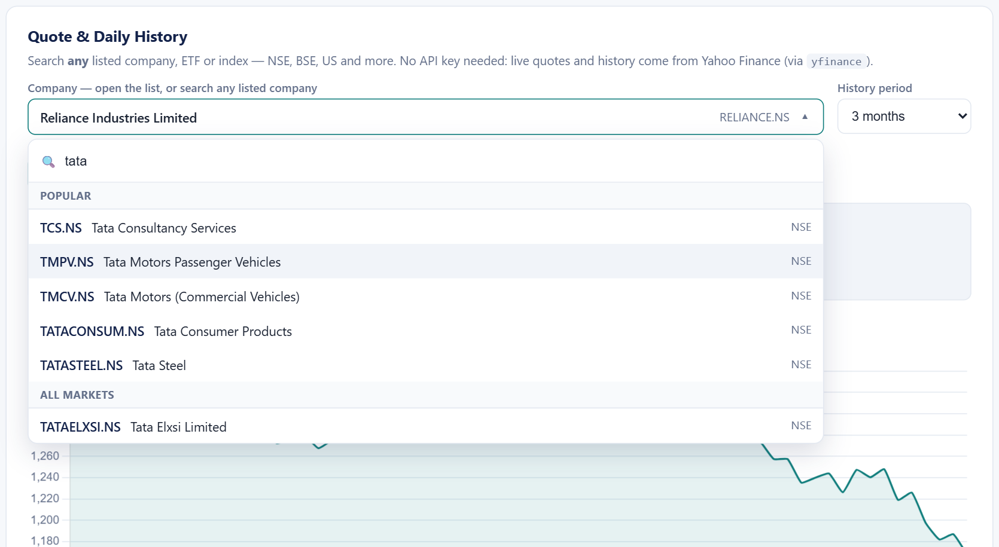 Quote & Daily History
Search any listed company, ETF or index — NSE, BSE, US and more. No API key needed: live quotes and history come from Yahoo Finance (via yfinance ).
Company — open the list, or search any listed company
History period
Reliance Industries Limited RELIANCE.NS ▲
3 months
tata
POPULAR
TCS.NS Tata Consultancy Services NSE
TMPV.NS Tata Motors Passenger Vehicles NSE
TMCV.NS Tata Motors (Commercial Vehicles) NSE
TATACONSUM.NS Tata Consumer Products NSE
TATASTEEL.NS Tata Steel NSE
ALL MARKETS
TATAELXSI.NS Tata Elxsi Limited NSE
1,260
1,240
1,220
1,200
1,180